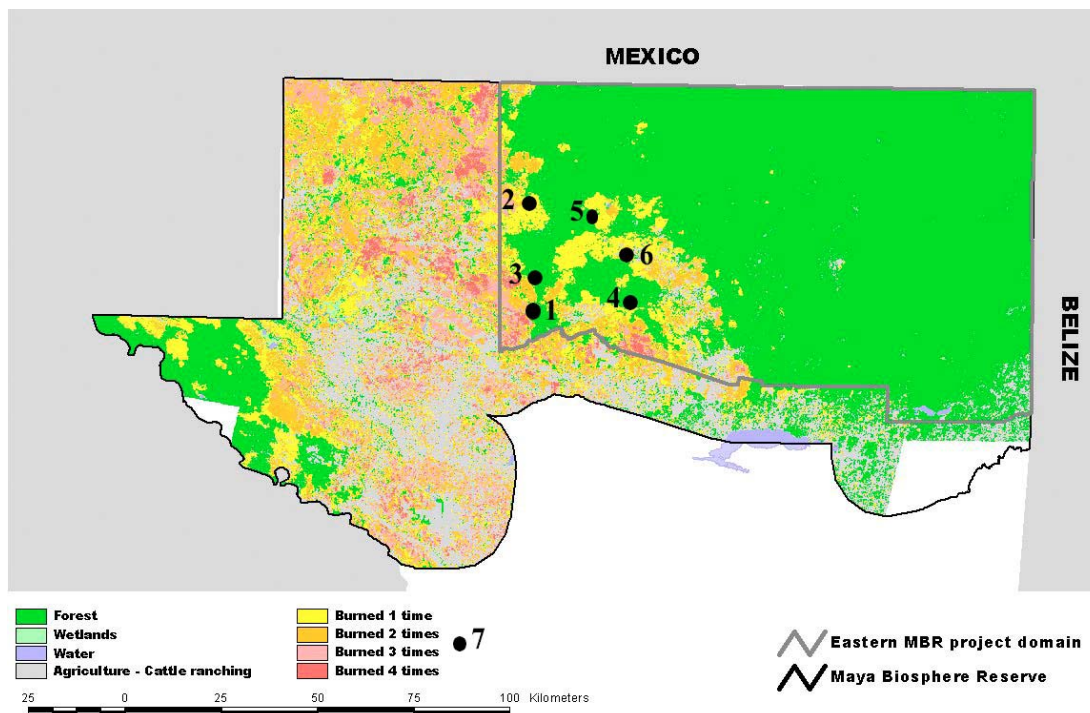 MEXICO
BELIZE
2
5
6
3
4
1
Forest
Wetlands
Water
Agriculture - Cattle ranching
Burned 1 time
Burned 2 times
Burned 3 times
Burned 4 times
7
Eastern MBR project domain
Maya Biosphere Reserve
25 0 25 50 75 100 Kilometers